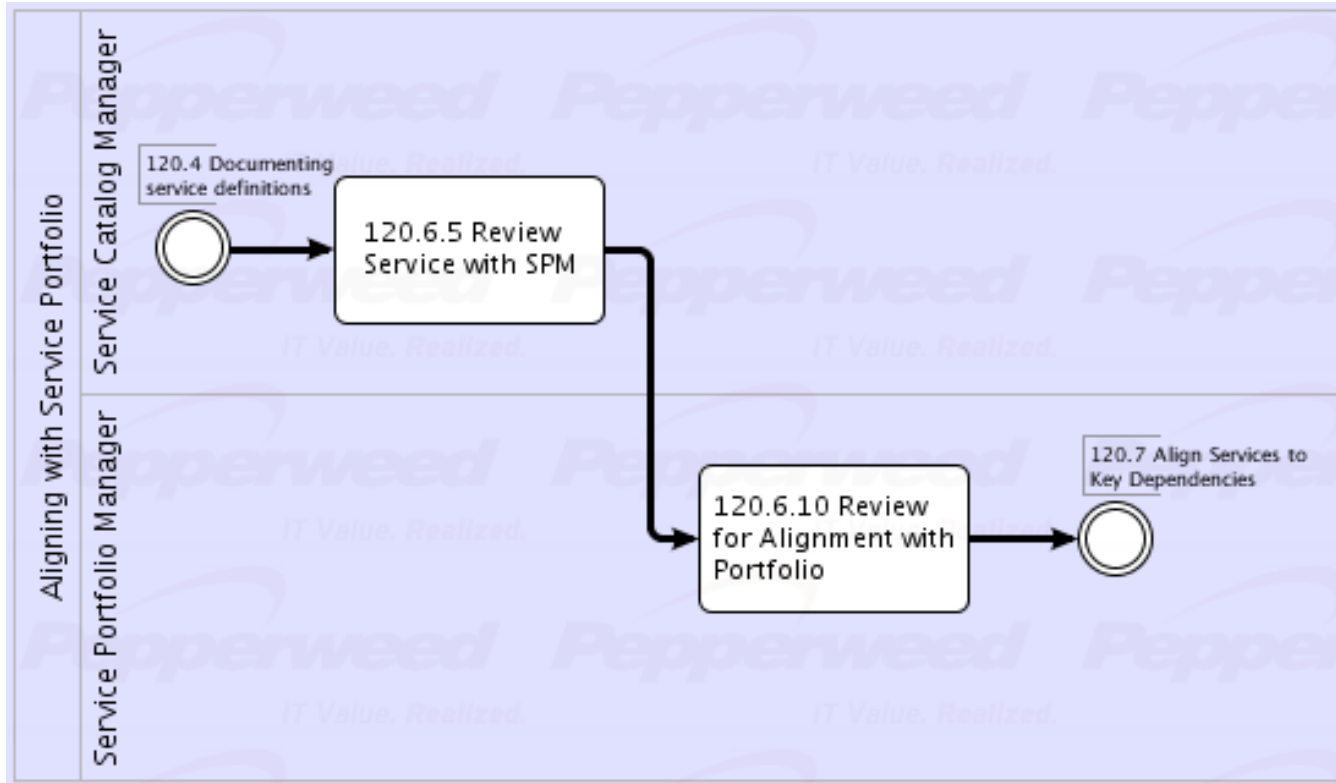 Aligning with Service Portfolio
Service Catalog Manager
120.4 Documenting
service definitions
120.6.5 Review
Service with SPM
Service Portfolio Manager
120.6.10 Review
for Alignment with
Portfolio
120.7 Align Services to
Key Dependencies
Pepperweed
IT Value. Realized.